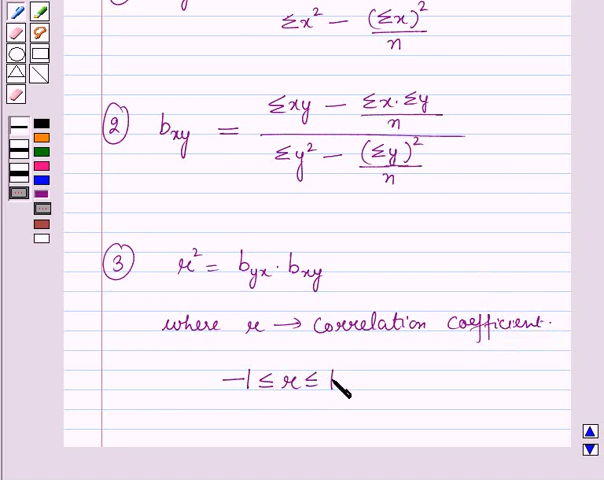 Σx² − (Σx)²/n
② b_xy = (Σxy − Σx·Σy/n) / (Σy² − (Σy)²/n)
③ r² = b_yx · b_xy
where r → correlation coefficient.
−1 ≤ r ≤ 1